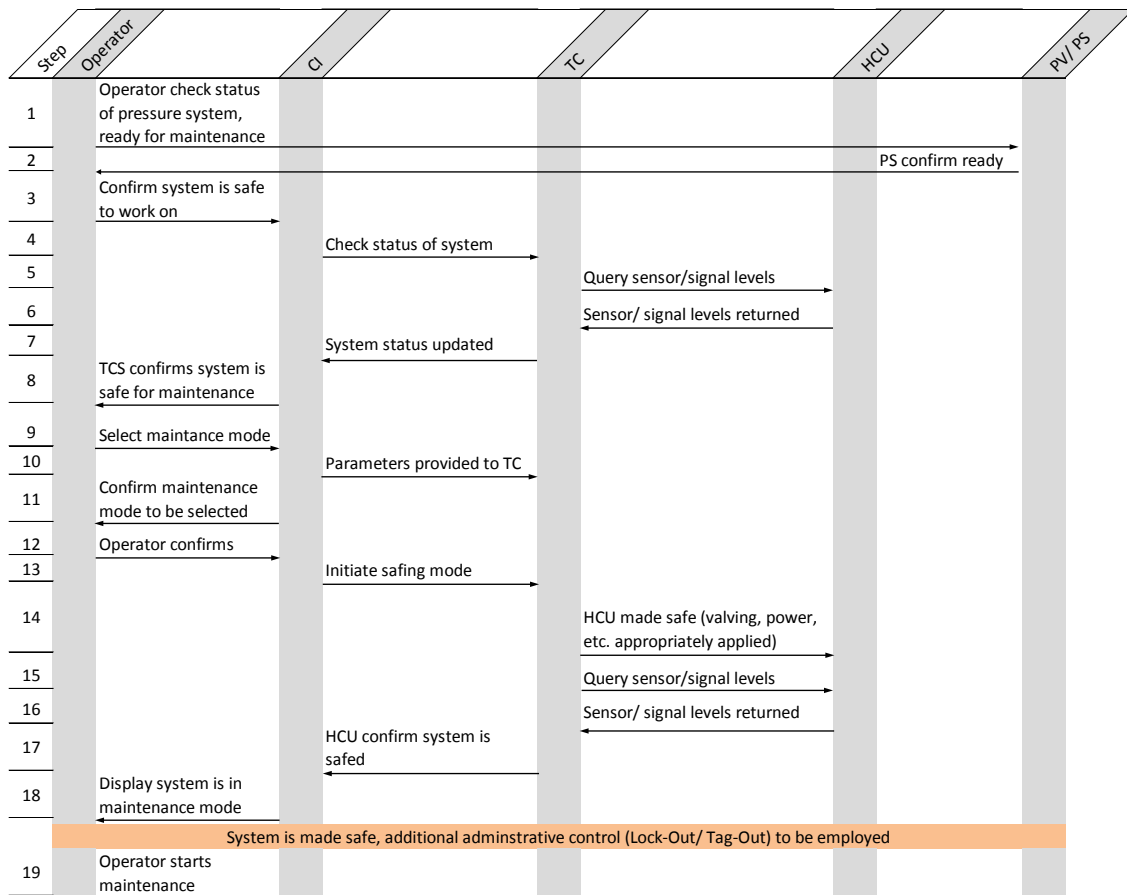 Step
Operator
CI
TC
HCU
PV/ PS
1
Operator check status
of pressure system,
ready for maintenance
2
PS confirm ready
3
Confirm system is safe
to work on
4
Check status of system
5
Query sensor/signal levels
6
Sensor/ signal levels returned
7
System status updated
8
TCS confirms system is
safe for maintenance
9
Select maintance mode
10
Parameters provided to TC
11
Confirm maintenance
mode to be selected
12
Operator confirms
13
Initiate safing mode
14
HCU made safe (valving, power,
etc. appropriately applied)
15
Query sensor/signal levels
16
Sensor/ signal levels returned
17
HCU confirm system is
safed
18
Display system is in
maintenance mode
System is made safe, additional adminstrative control (Lock-Out/ Tag-Out) to be employed
19
Operator starts
maintenance